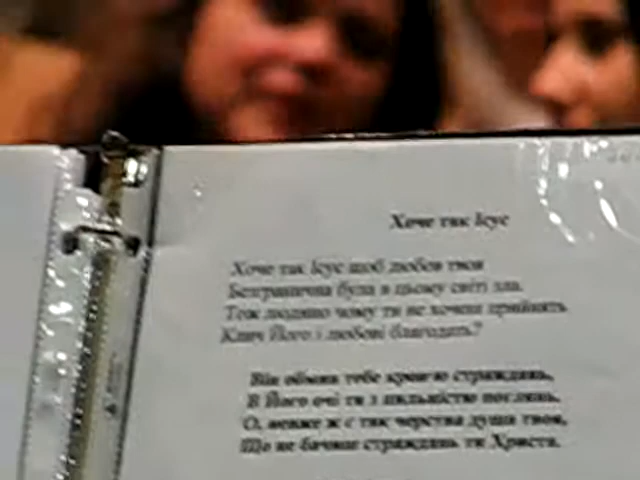 Хоче так Ісус
Хоче так Ісус щоб любов твоя
Безгранична була в цьому світі зла.
Тож людино чому ти не хочеш прийнять
Клич Його і любові благодать?
Він обмив тебе кров'ю страждань,
В Його очі ти з пильністю поглянь.
О, невже ж є так черства душа твоя,
Що не бачиш страждань ти Христа.